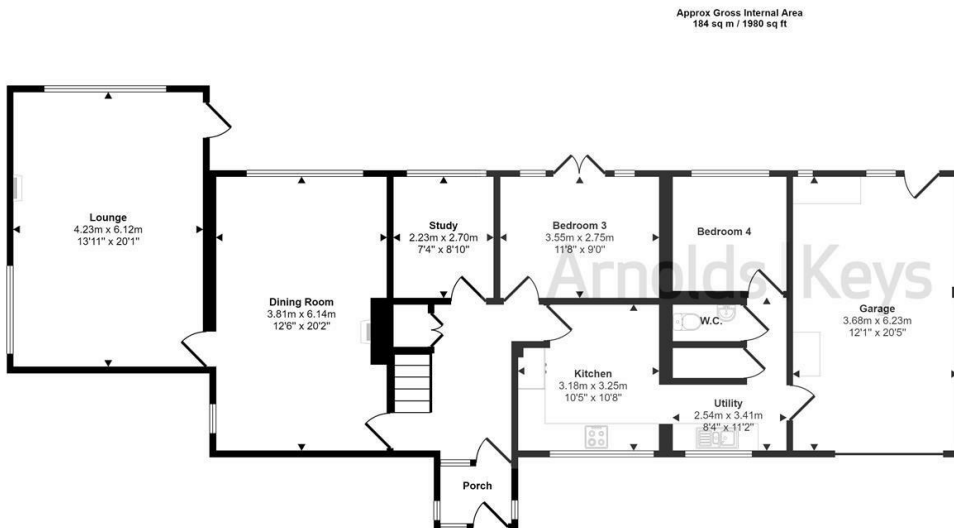 Approx Gross Internal Area
184 sq m / 1980 sq ft
Lounge
4.23m x 6.12m
13'11" x 20'1"
Dining Room
3.81m x 6.14m
12'6" x 20'2"
Study
2.23m x 2.70m
7'4" x 8'10"
Bedroom 3
3.55m x 2.75m
11'8" x 9'0"
Bedroom 4
Arnolds Keys
W.C.
Garage
3.68m x 6.23m
12'1" x 20'5"
Kitchen
3.18m x 3.25m
10'5" x 10'8"
Utility
2.54m x 3.41m
8'4" x 11'2"
Porch